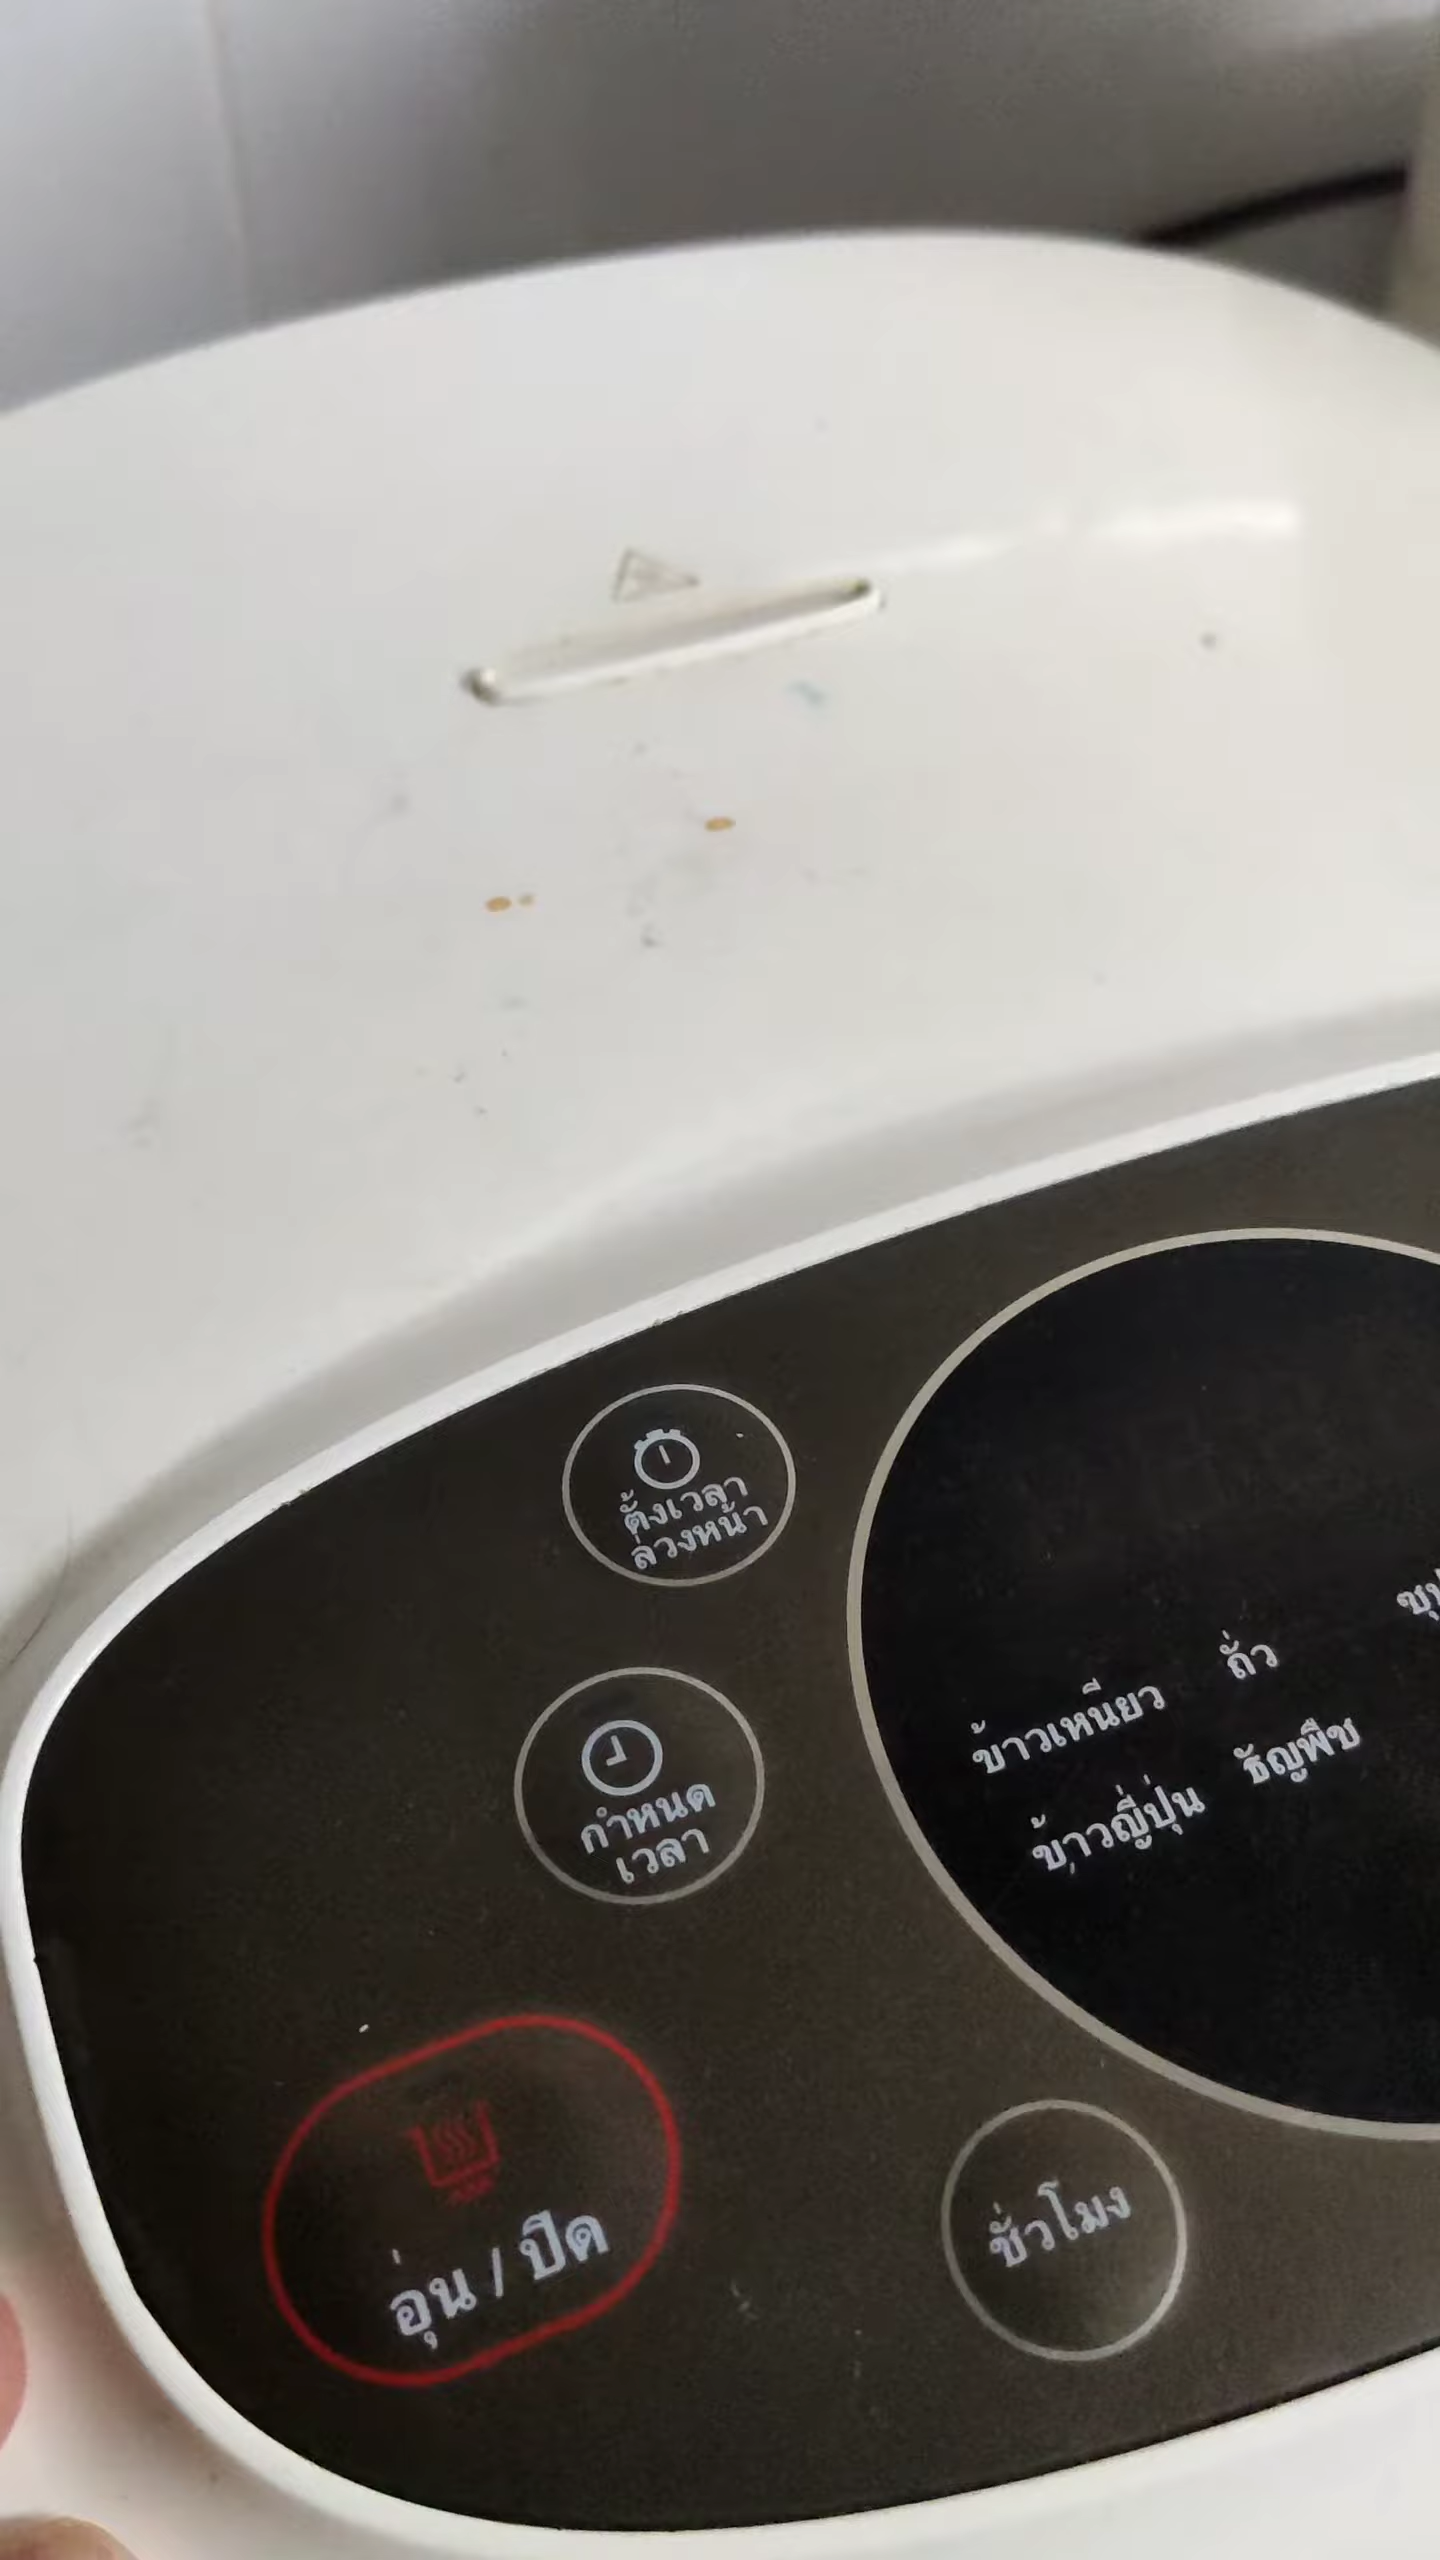 ตั้งเวลา
ล่วงหน้า
กำหนด
เวลา
อุ่น / ปิด
ถั่ว
ข้าวเหนียว
ธัญพืช
ข้าวญี่ปุ่น
ชั่วโมง